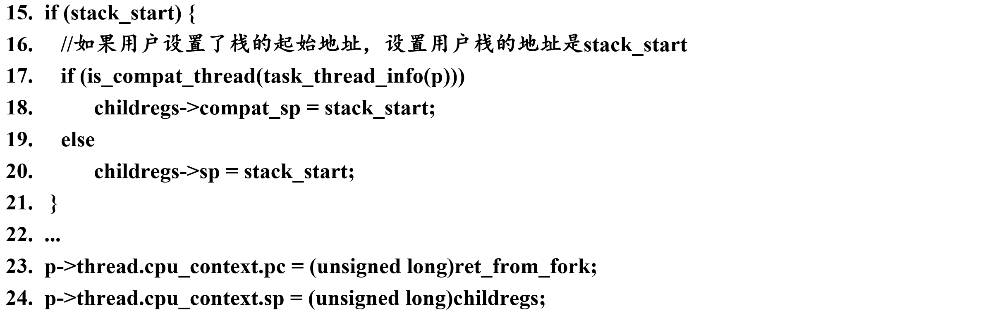 15. if (stack_start) {
16. //如果用户设置了栈的起始地址，设置用户栈的地址是stack_start
17. if (is_compat_thread(task_thread_info(p)))
18. childregs->compat_sp = stack_start;
19. else
20. childregs->sp = stack_start;
21. }
22. ...
23. p->thread.cpu_context.pc = (unsigned long)ret_from_fork;
24. p->thread.cpu_context.sp = (unsigned long)childregs;